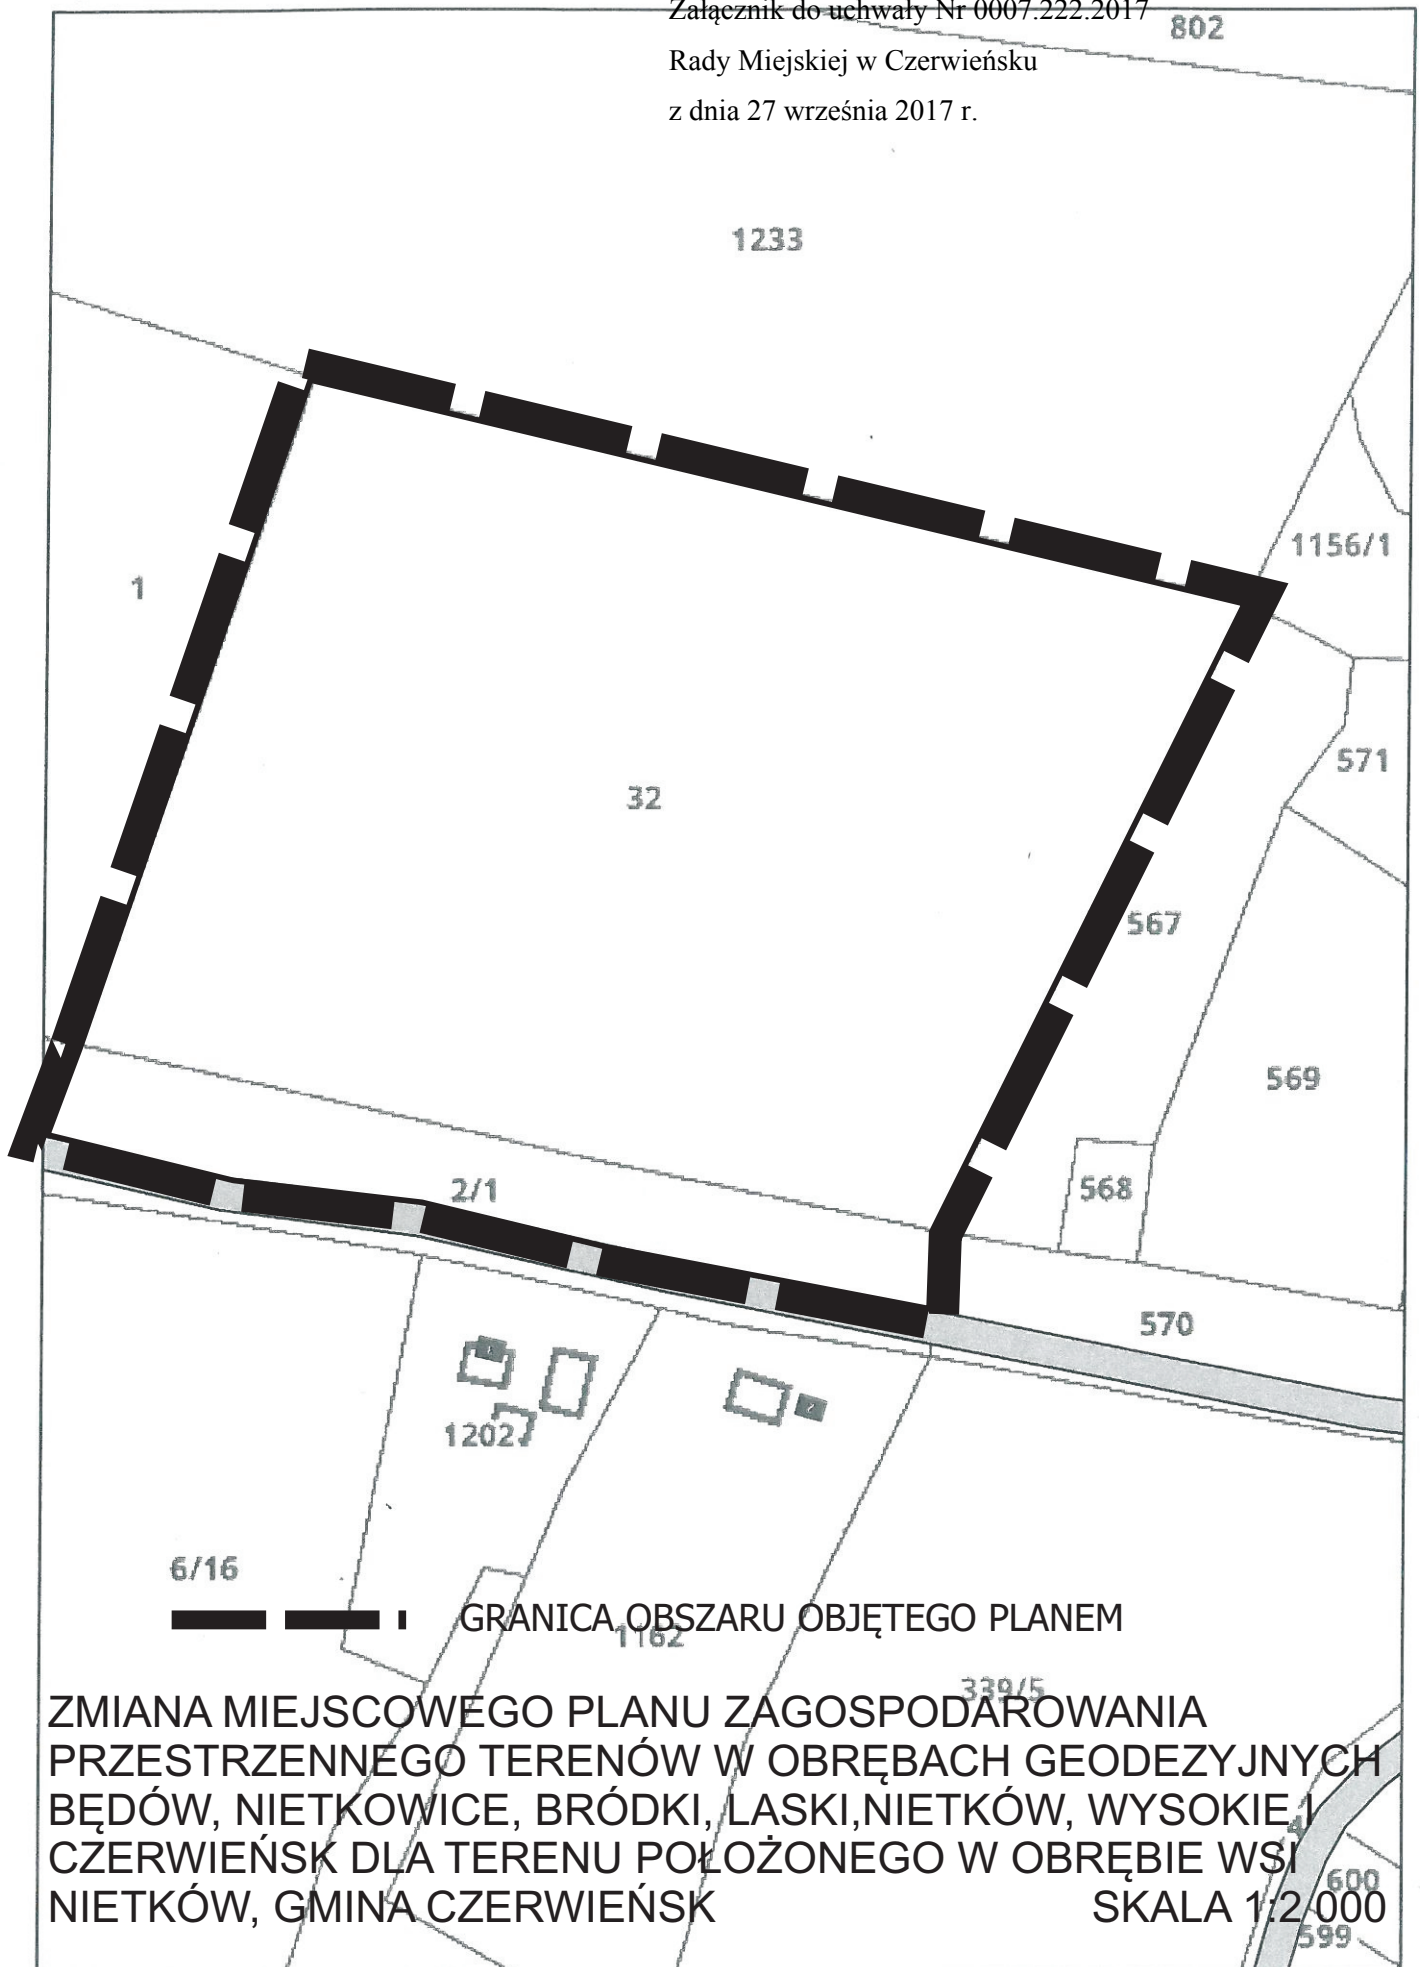 Załącznik do uchwały Nr 0007.222.2017
802
Rady Miejskiej w Czerwieńsku
z dnia 27 września 2017 r.
1233
1156/1
1
571
32
567
569
568
2/1
570
1202
6/16
GRANICA OBSZARU OBJĘTEGO PLANEM
1162
339/5
ZMIANA MIEJSCOWEGO PLANU ZAGOSPODAROWANIA
PRZESTRZENNEGO TERENÓW W OBRĘBACH GEODEZYJNYCH
BĘDÓW, NIETKOWICE, BRÓDKI, LASKI,NIETKÓW, WYSOKIE I
CZERWIEŃSK DLA TERENU POŁOŻONEGO W OBRĘBIE WSI
600
NIETKÓW, GMINA CZERWIEŃSK SKALA 1:2 000
599